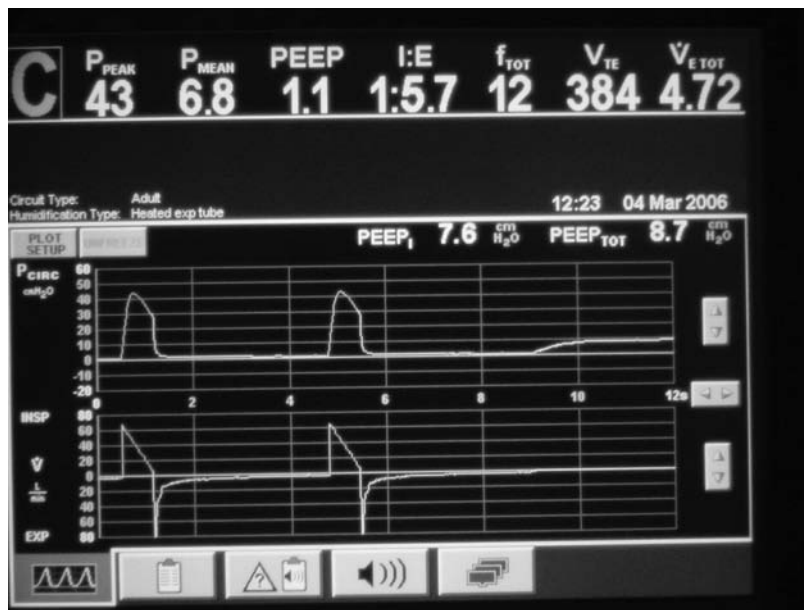 C PPEAK 43 PMEAN 6.8 PEEP 1.1 I:E 1:5.7 fTOT 12 VTE 384 V̇E TOT 4.72
Circuit Type: Adult
Humidification Type: Heated exp tube
12:23 04 Mar 2006
PLOT SETUP
PEEPI 7.6 cm H₂O PEEPTOT 8.7 cm H₂O
PCIRC cmH₂O
60
50
40
30
20
10
0
-10
-20
0 2 4 6 8 10 12s
INSP
V̇ L/min
EXP
80
60
40
20
0
20
40
60
80